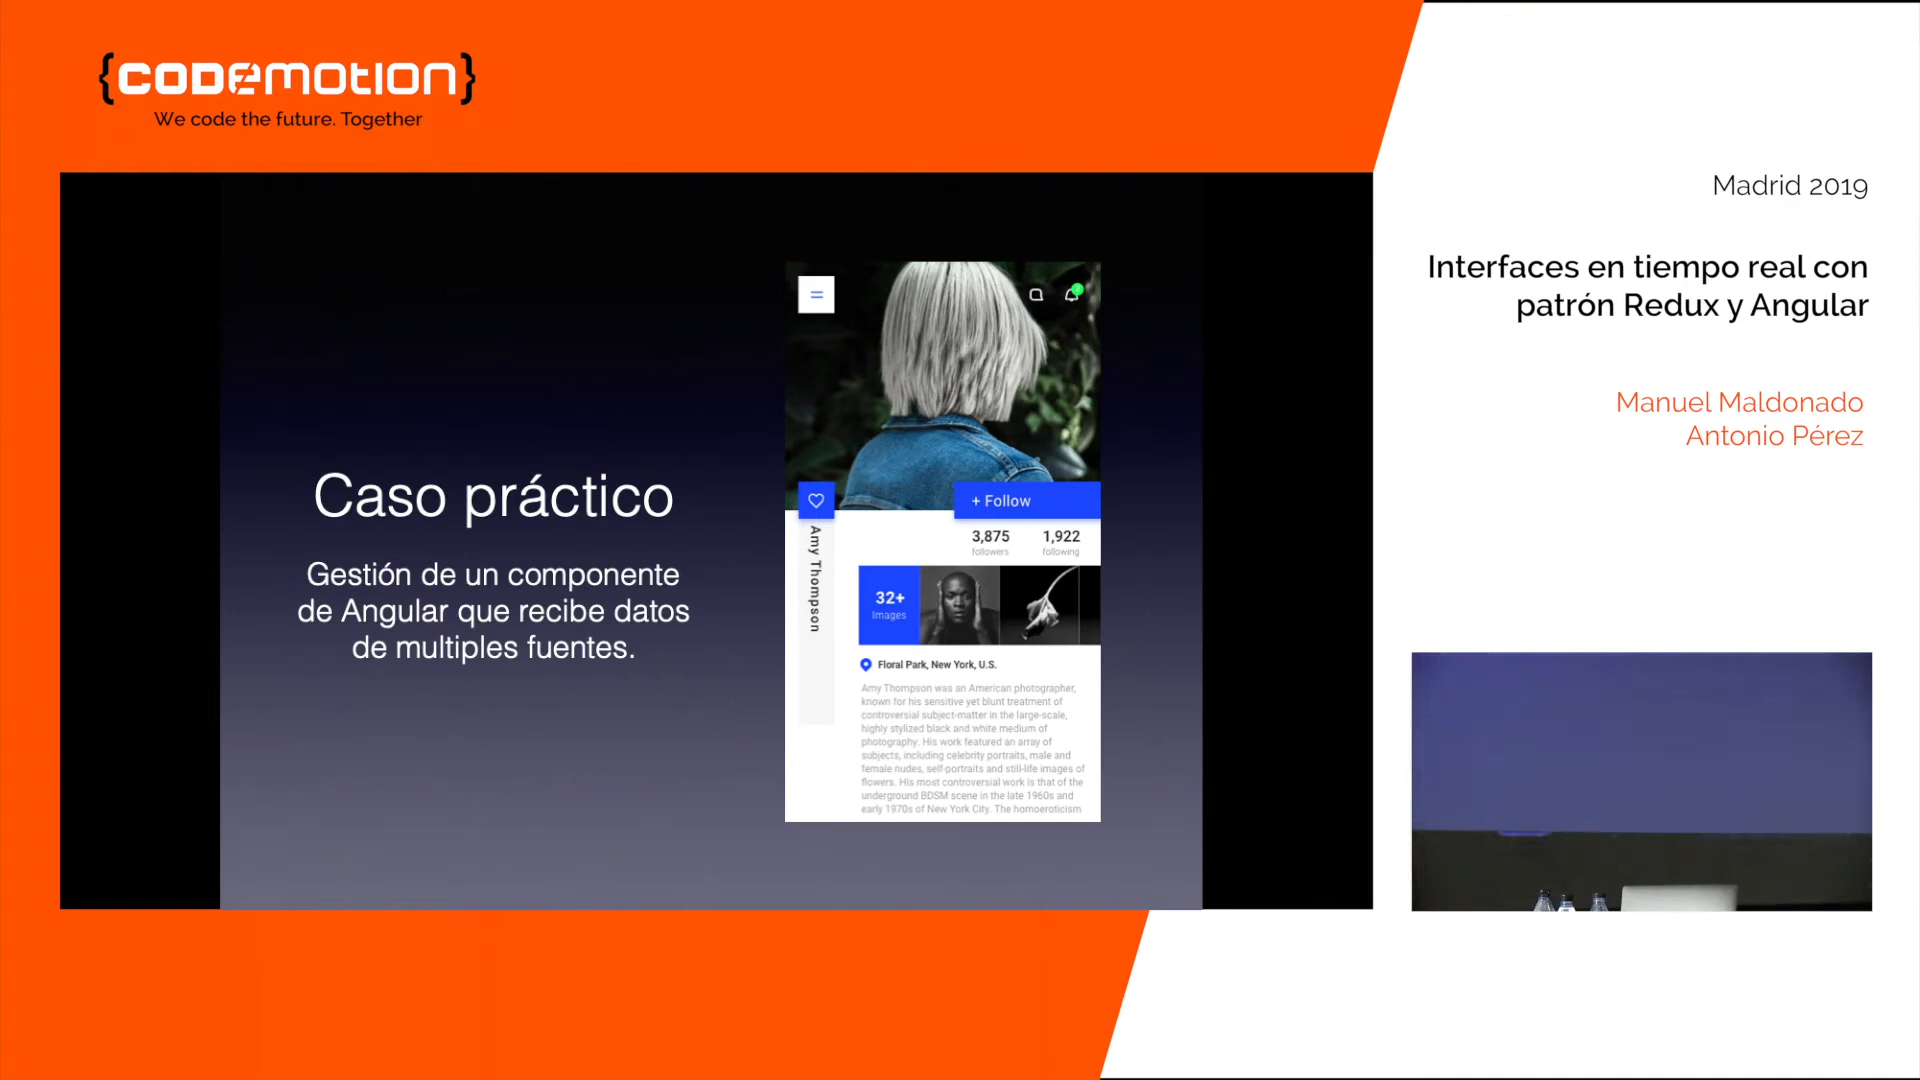 {CODEMOTION}
We code the future. Together
Madrid 2019
Interfaces en tiempo real con
patrón Redux y Angular
Manuel Maldonado
Antonio Pérez
Caso práctico
Gestión de un componente
de Angular que recibe datos
de multiples fuentes.
+ Follow
3,875
followers
1,922
following
Amy Thompson
32+
Images
Floral Park, New York, U.S.
Amy Thompson was an American photographer,
known for his sensitive yet blunt treatment of
controversial subject-matter in the large-scale,
highly stylized black and white medium of
photography. His work featured an array of
subjects, including celebrity portraits, male and
female nudes, self-portraits and still-life images of
flowers. His most controversial work is that of the
underground BDSM scene in the late 1960s and
early 1970s of New York City. The homoeroticism